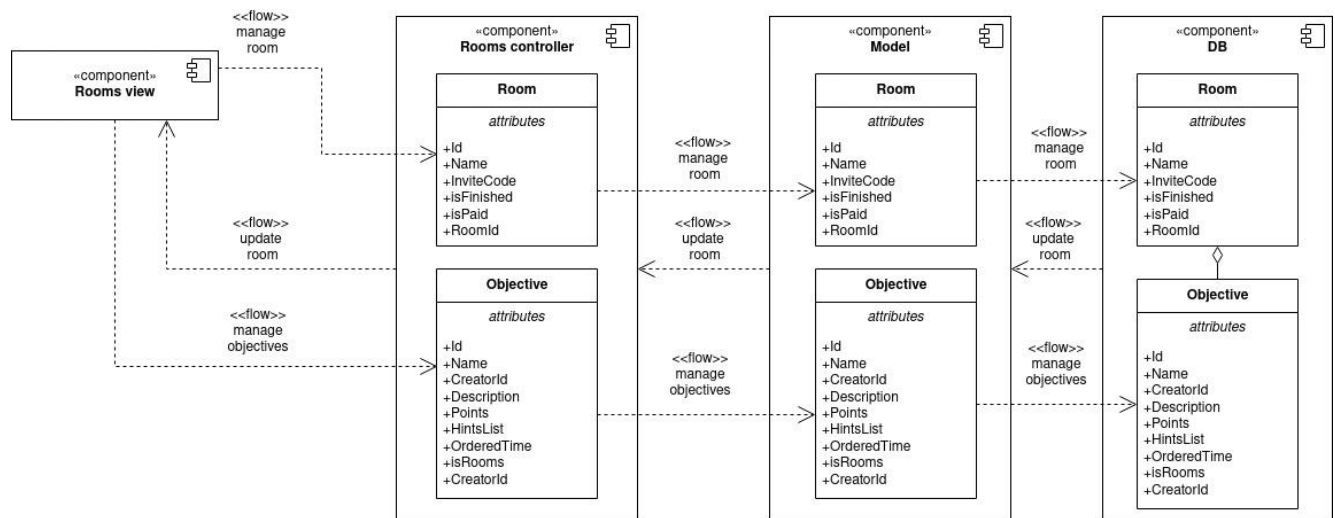 «component»
Rooms view
<<flow>>
manage
room
<<flow>>
update
room
<<flow>>
manage
objectives
«component»
Rooms controller
Room
attributes
+Id
+Name
+InviteCode
+isFinished
+isPaid
+RoomId
Objective
attributes
+Id
+Name
+CreatorId
+Description
+Points
+HintsList
+OrderedTime
+isRooms
+CreatorId
<<flow>>
manage
room
<<flow>>
update
room
<<flow>>
manage
objectives
«component»
Model
Room
attributes
+Id
+Name
+InviteCode
+isFinished
+isPaid
+RoomId
Objective
attributes
+Id
+Name
+CreatorId
+Description
+Points
+HintsList
+OrderedTime
+isRooms
+CreatorId
<<flow>>
manage
room
<<flow>>
update
room
<<flow>>
manage
objectives
«component»
DB
Room
attributes
+Id
+Name
+InviteCode
+isFinished
+isPaid
+RoomId
Objective
attributes
+Id
+Name
+CreatorId
+Description
+Points
+HintsList
+OrderedTime
+isRooms
+CreatorId